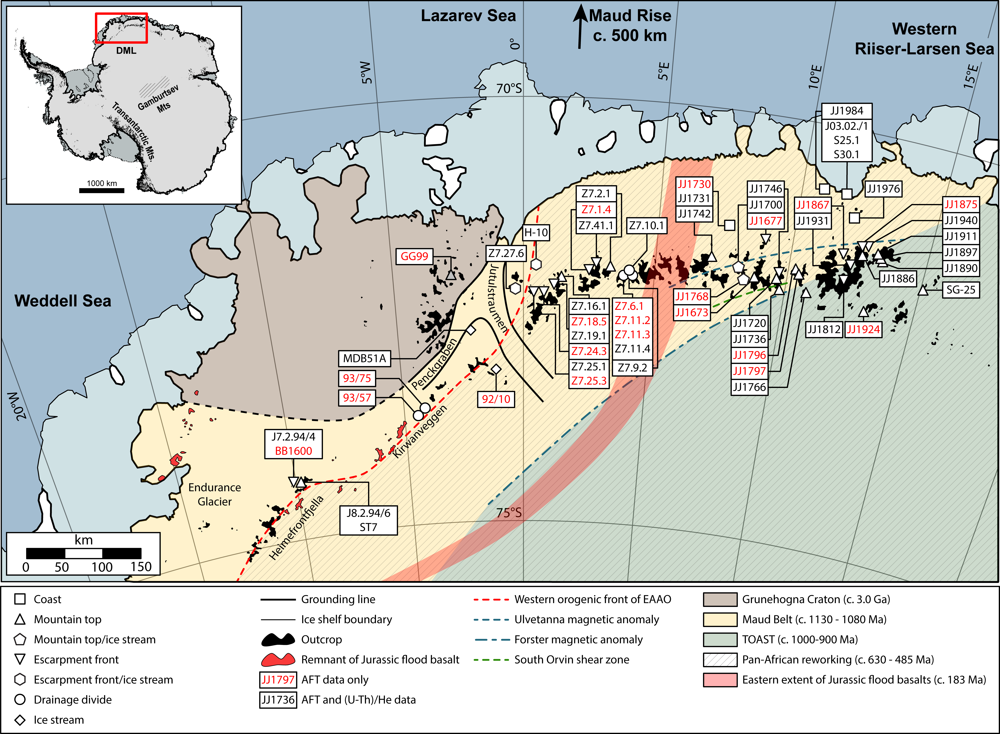 Lazarev Sea
Maud Rise
c. 500 km
Western
Riiser-Larsen Sea
DML
Gamburtsev
Mts
Transantarctic Mts.
1000 km
5°W
0°
5°E
10°E
15°E
70°S
JJ1984
J03.02./1
S25.1
S30.1
JJ1976
JJ1730
JJ1731
JJ1742
JJ1746
JJ1700
JJ1677
JJ1867
JJ1931
JJ1875
JJ1940
JJ1911
JJ1897
JJ1890
Z7.2.1
Z7.1.4
Z7.41.1
Z7.10.1
H-10
Z7.27.6
GG99
Jutulstraumen
JJ1886
SG-25
Weddell Sea
JJ1768
JJ1673
Z7.16.1
Z7.18.5
Z7.19.1
Z7.24.3
Z7.25.1
Z7.25.3
Z7.6.1
Z7.11.2
Z7.11.3
Z7.11.4
Z7.9.2
JJ1720
JJ1736
JJ1796
JJ1797
JJ1766
JJ1812
JJ1924
MDB51A
93/75
93/57
Penckgraben
92/10
20°W
Kirwanveggen
J7.2.94/4
BB1600
Endurance
Glacier
Heimefrontfjella
J8.2.94/6
ST7
75°S
km
0 50 100 150
Coast
Mountain top
Mountain top/ice stream
Escarpment front
Escarpment front/ice stream
Drainage divide
Ice stream
Grounding line
Ice shelf boundary
Outcrop
Remnant of Jurassic flood basalt
JJ1797 AFT data only
JJ1736 AFT and (U-Th)/He data
Western orogenic front of EAAO
Ulvetanna magnetic anomaly
Forster magnetic anomaly
South Orvin shear zone
Grunehogna Craton (c. 3.0 Ga)
Maud Belt (c. 1130 - 1080 Ma)
TOAST (c. 1000-900 Ma)
Pan-African reworking (c. 630 - 485 Ma)
Eastern extent of Jurassic flood basalts (c. 183 Ma)